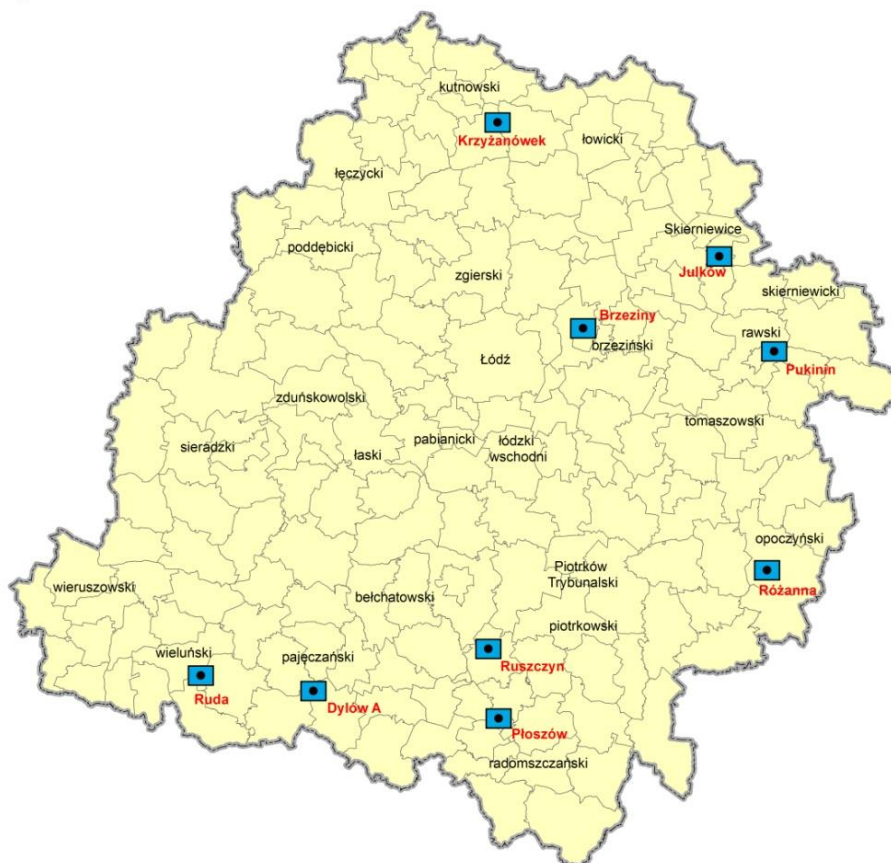 kutnowski
Krzyżanówek
łowicki
łęczycki
Skierniewice
poddębicki
zgierski
Julków
skierniewicki
Brzeziny
rawski
brzeziński
Łódź
Pukinin
zduńskowolski
tomaszowski
sieradzki
pabianicki
łódzki
wschodni
łaski
opoczyński
Piotrków
Trybunalski
wieruszowski
Różanna
bełchatowski
piotrkowski
wieluński
pajęczański
Ruszczyn
Ruda
Dylów A
Płoszów
radomszczański